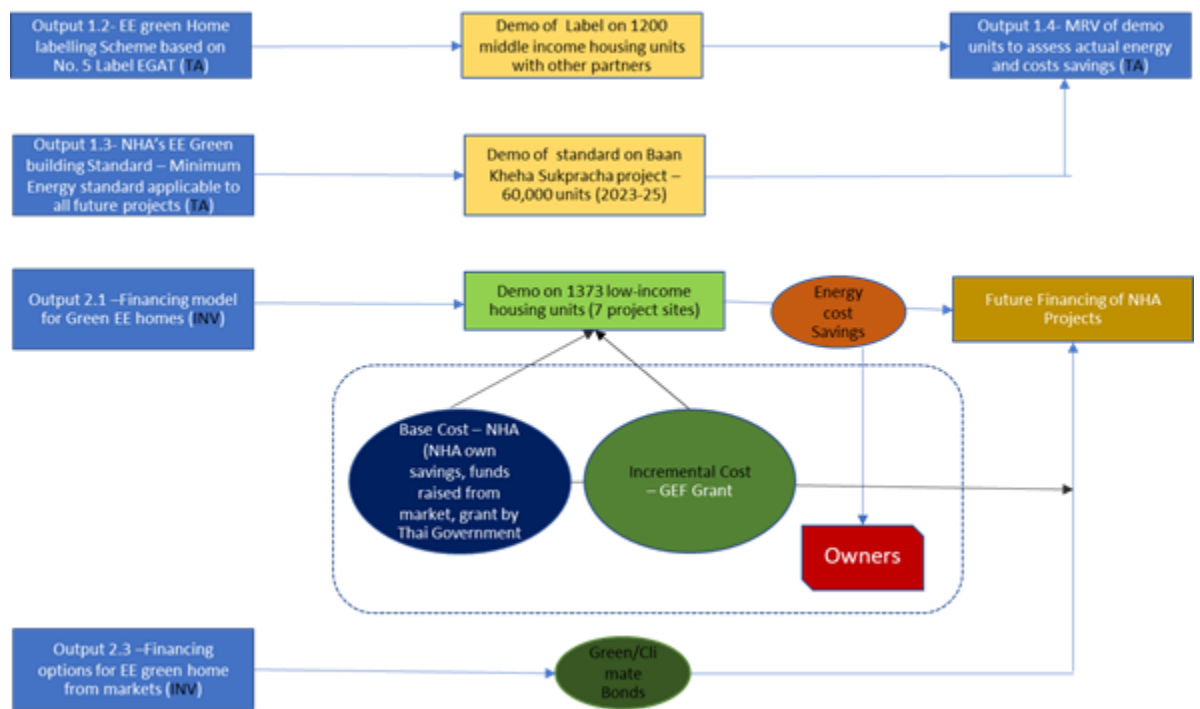 Output 1.2- EE green Home
labelling Scheme based on
No. 5 Label EGAT (TA)
Demo of Label on 1200
middle income housing units
with other partners
Output 1.4- MRV of demo
units to assess actual energy
and costs savings (TA)
Output 1.3- NHA's EE Green
building Standard – Minimum
Energy standard applicable to
all future projects (TA)
Demo of standard on Baan
Kheha Sukpracha project –
60,000 units (2023-25)
Output 2.1 –Financing model
for Green EE homes (INV)
Demo on 1373 low-income
housing units (7 project sites)
Energy
cost
Savings
Future Financing of NHA
Projects
Base Cost – NHA
(NHA own
savings, funds
raised from
market, grant by
Thai Government
Incremental Cost
– GEF Grant
Owners
Output 2.3 –Financing
options for EE green home
from markets (INV)
Green/Cli
mate
Bonds